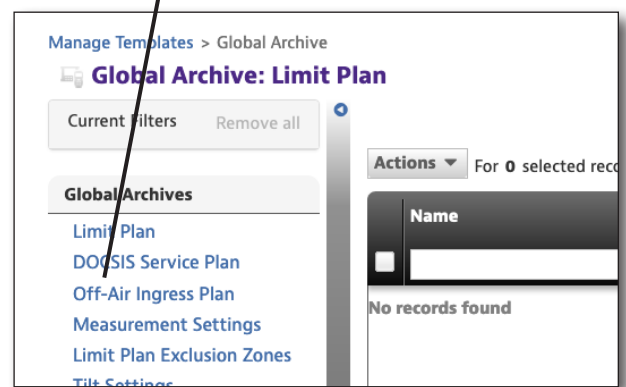 Manage Templates > Global Archive
Global Archive: Limit Plan
Current Filters Remove all
Actions For 0 selected reco
Global Archives
Name
Limit Plan
DOCSIS Service Plan
Off-Air Ingress Plan
No records found
Measurement Settings
Limit Plan Exclusion Zones
Tilt Settings